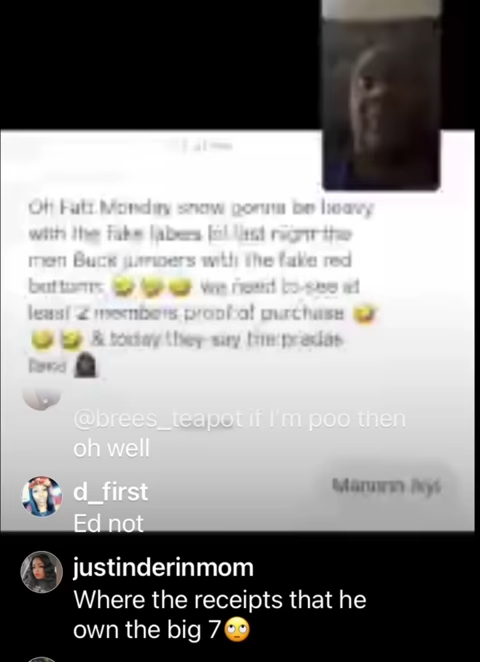 Oh Fatt Monday show gonna be heavy
with the fake labels lol last night the
men Buck jumpers with the fake red
bottoms 🤣🤣🤣 we need to see at
least 2 members proof of purchase 🤣
🤣🤣 & today they say the pradas
@brees_teapot if I'm poo then
oh well
d_first
Ed not
justinderinmom
Where the receipts that he
own the big 7🙄